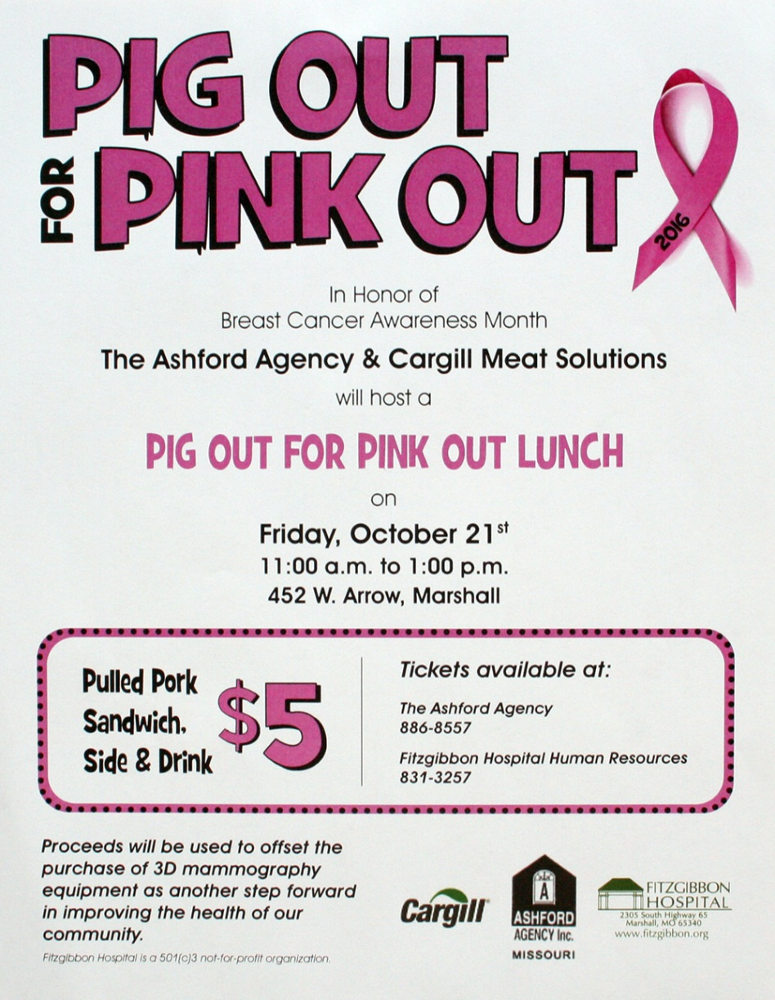 PIG OUT
FOR PINK OUT
2016
In Honor of
Breast Cancer Awareness Month
The Ashford Agency & Cargill Meat Solutions
will host a
PIG OUT FOR PINK OUT LUNCH
on
Friday, October 21st
11:00 a.m. to 1:00 p.m.
452 W. Arrow, Marshall
Pulled Pork
Sandwich,
Side & Drink
$5
Tickets available at:
The Ashford Agency
886-8557
Fitzgibbon Hospital Human Resources
831-3257
Proceeds will be used to offset the
purchase of 3D mammography
equipment as another step forward
in improving the health of our
community.
Fitzgibbon Hospital is a 501(c)3 not-for-profit organization.
Cargill
A
ASHFORD
AGENCY Inc.
MISSOURI
FITZGIBBON
HOSPITAL
2305 South Highway 65
Marshall, MO 65340
www.fitzgibbon.org